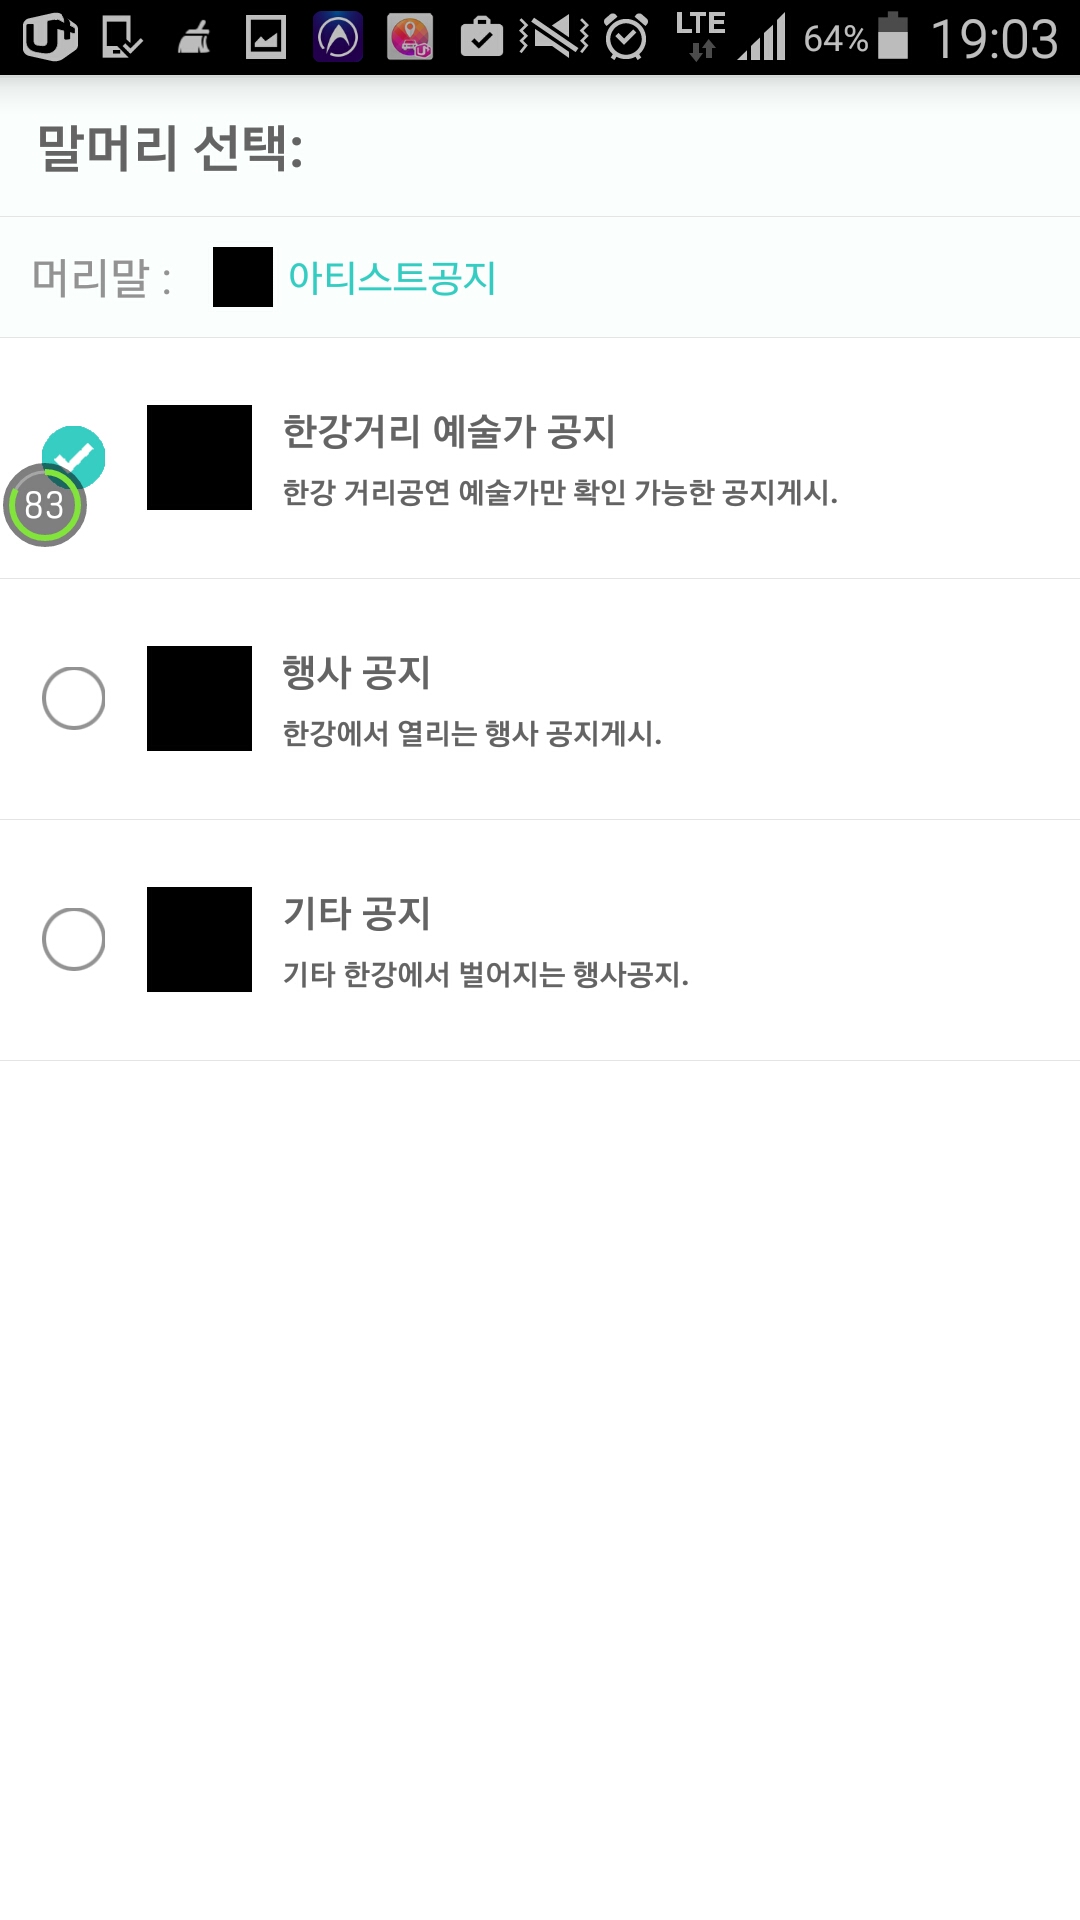 LTE 64% 19:03
말머리 선택:
머리말 : 아티스트공지
한강거리 예술가 공지
한강 거리공연 예술가만 확인 가능한 공지게시.
83
행사 공지
한강에서 열리는 행사 공지게시.
기타 공지
기타 한강에서 벌어지는 행사공지.